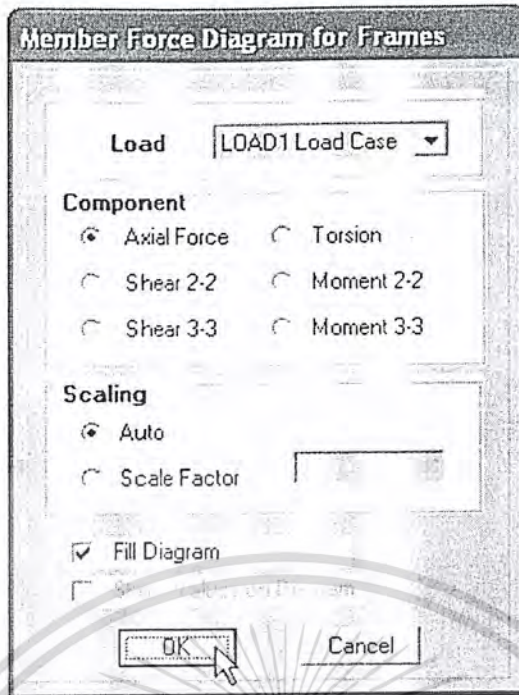 Member Force Diagram for Frames
Load LOAD1 Load Case
Component
Axial Force Torsion
Shear 2-2 Moment 2-2
Shear 3-3 Moment 3-3
Scaling
Auto
Scale Factor
Fill Diagram
OK Cancel